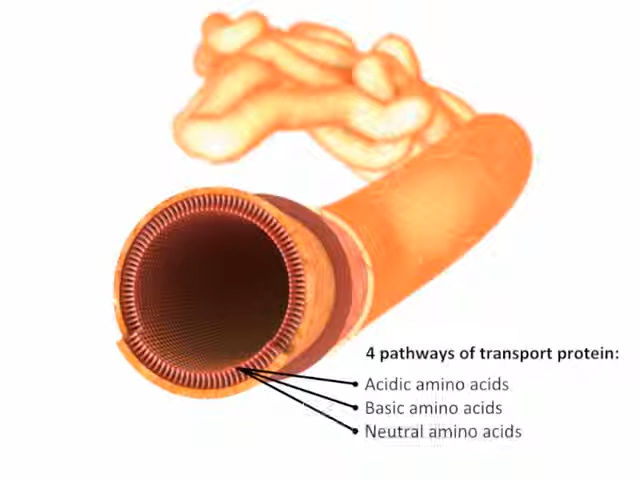 4 pathways of transport protein:
Acidic amino acids
Basic amino acids
Neutral amino acids